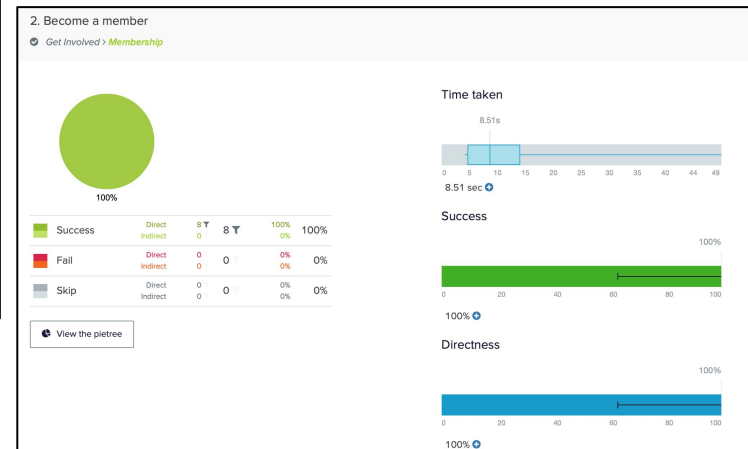 2. Become a member
Get Involved > Membership
100%
Success Direct 8 8 100% 100%
Indirect 0 0%
Fail Direct 0 0 0% 0%
Indirect 0 0%
Skip Direct 0 0 0% 0%
Indirect 0 0%
View the pietree
Time taken
8.51s
0 5 10 15 20 25 30 35 40 44 49
8.51 sec
Success
100%
0 20 40 60 80 100
100%
Directness
100%
0 20 40 60 80 100
100%